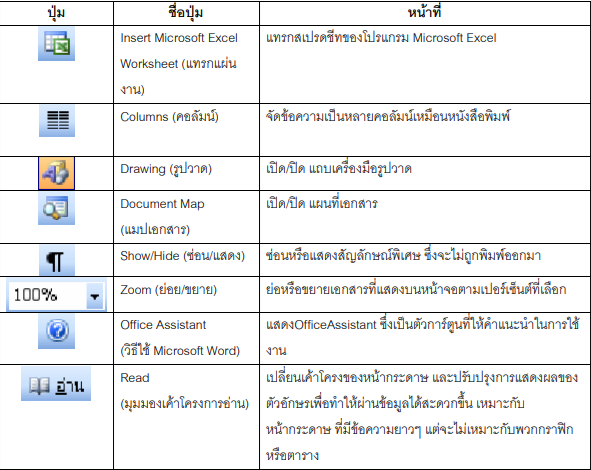 ปุ่ม ชื่อปุ่ม หน้าที่
Insert Microsoft Excel
Worksheet (แทรกแผ่น
งาน)
แทรกสเปรดชีทของโปรแกรม Microsoft Excel
Columns (คอลัมน์)
จัดข้อความเป็นหลายคอลัมน์เหมือนหนังสือพิมพ์
Drawing (รูปวาด)
เปิด/ปิด แถบเครื่องมือรูปวาด
Document Map
(แมปเอกสาร)
เปิด/ปิด แผนที่เอกสาร
¶
Show/Hide (ซ่อน/แสดง)
ซ่อนหรือแสดงสัญลักษณ์พิเศษ ซึ่งจะไม่ถูกพิมพ์ออกมา
100%
Zoom (ย่อย/ขยาย)
ย่อหรือขยายเอกสารที่แสดงบนหน้าจอตามเปอร์เซ็นต์ที่เลือก
?
Office Assistant
(วิธีใช้ Microsoft Word)
แสดงOfficeAssistant ซึ่งเป็นตัวการ์ตูนที่ให้คำแนะนำในการใช้
งาน
อ่าน
Read
(มุมมองเค้าโครงการอ่าน)
เปลี่ยนเค้าโครงของหน้ากระดาษ และปรับปรุงการแสดงผลของ
ตัวอักษรเพื่อทำให้ผ่านข้อมูลได้สะดวกขึ้น เหมาะกับ
หน้ากระดาษ ที่มีข้อความยาวๆ แต่จะไม่เหมาะกับพวกกราฟิก
หรือตาราง